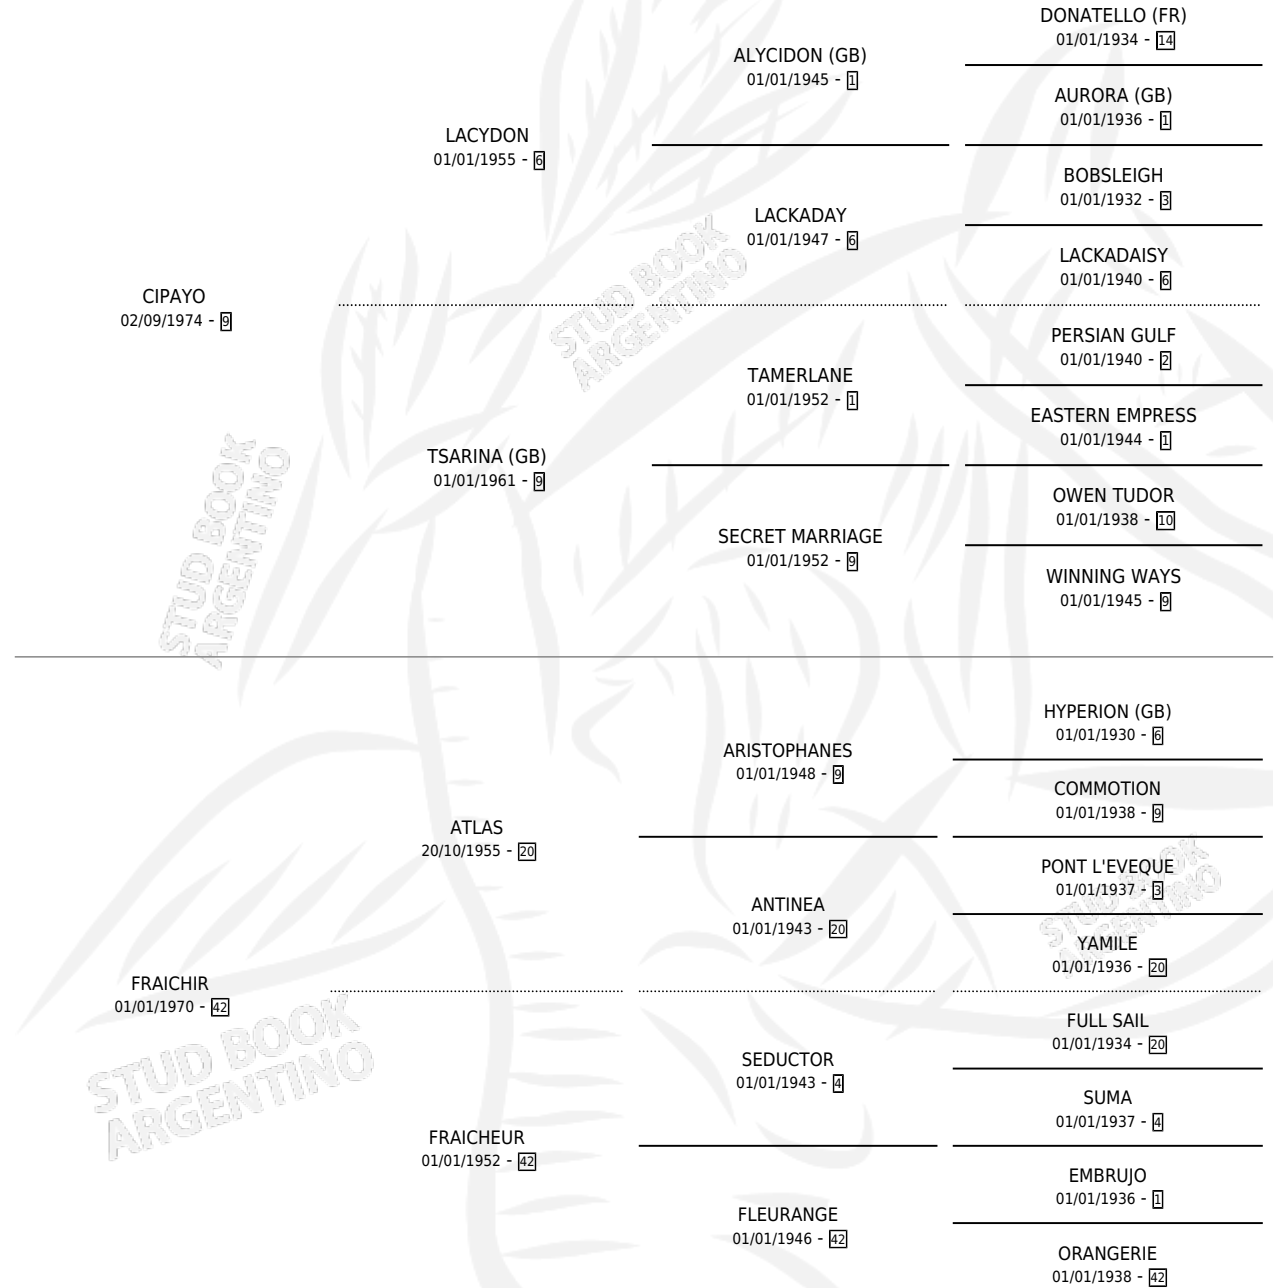 DONATELLO (FR)
01/01/1934 - 14
ALYCIDON (GB)
01/01/1945 - 1
AURORA (GB)
01/01/1936 - 1
LACYDON
01/01/1955 - 6
BOBSLEIGH
01/01/1932 - 3
LACKADAY
01/01/1947 - 6
LACKADAISY
01/01/1940 - 6
CIPAYO
02/09/1974 - 9
PERSIAN GULF
01/01/1940 - 2
TAMERLANE
01/01/1952 - 1
EASTERN EMPRESS
01/01/1944 - 1
TSARINA (GB)
01/01/1961 - 9
OWEN TUDOR
01/01/1938 - 10
SECRET MARRIAGE
01/01/1952 - 9
WINNING WAYS
01/01/1945 - 9
HYPERION (GB)
01/01/1930 - 6
ARISTOPHANES
01/01/1948 - 9
COMMOTION
01/01/1938 - 9
ATLAS
20/10/1955 - 20
PONT L'EVEQUE
01/01/1937 - 3
ANTINEA
01/01/1943 - 20
YAMILE
01/01/1936 - 20
FRAICHIR
01/01/1970 - 42
FULL SAIL
01/01/1934 - 20
SEDUCTOR
01/01/1943 - 4
SUMA
01/01/1937 - 4
FRAICHEUR
01/01/1952 - 42
EMBRUJO
01/01/1936 - 1
FLEURANGE
01/01/1946 - 42
ORANGERIE
01/01/1938 - 42
STUD BOOK
ARGENTINO
STUD BOOK
ARGENTINO
STUD BOOK
ARGENTINO
STUD BOOK
ARGENTINO